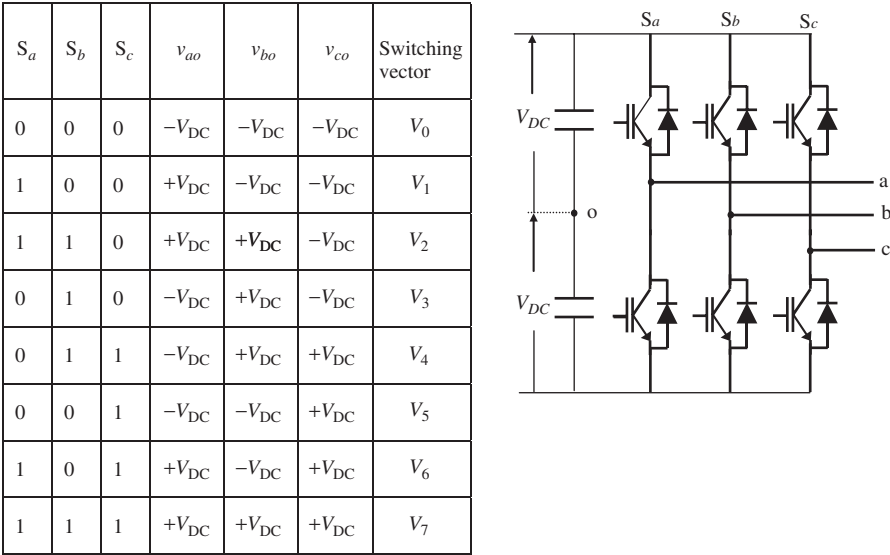 Sa Sb Sc vao vbo vco Switching vector
0 0 0 −VDC −VDC −VDC V0
1 0 0 +VDC −VDC −VDC V1
1 1 0 +VDC +VDC −VDC V2
0 1 0 −VDC +VDC −VDC V3
0 1 1 −VDC +VDC +VDC V4
0 0 1 −VDC −VDC +VDC V5
1 0 1 +VDC −VDC +VDC V6
1 1 1 +VDC +VDC +VDC V7
Sa Sb Sc
VDC
a
o
b
c
VDC